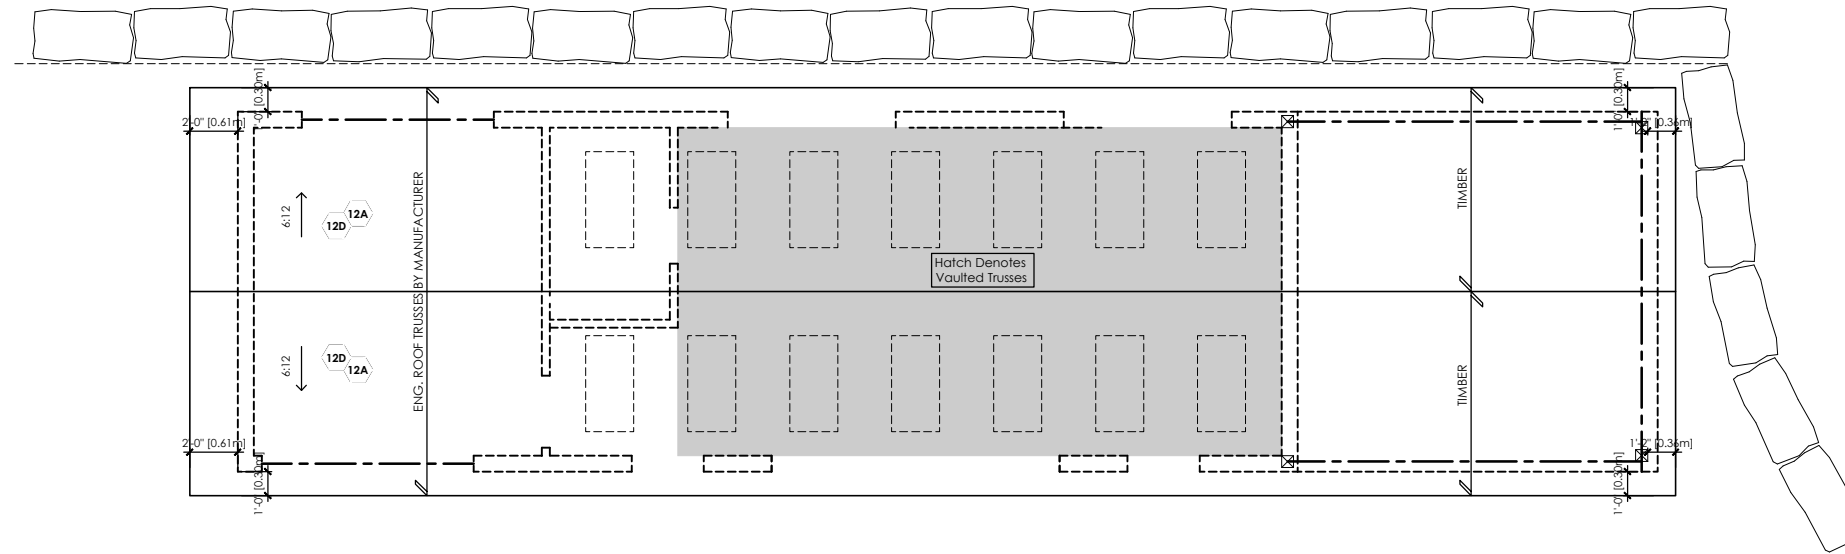 1'-0" [0.30m]
1'-0" [0.30m]
2'-0" [0.61m]
1'-2" [0.36m]
6:12
12A
12D
ENG. ROOF TRUSSES BY MANUFACTURER
TIMBER
Hatch Denotes
Vaulted Trusses
6:12
12D
12A
TIMBER
2'-0" [0.61m]
1'-2" [0.36m]
1'-0" [0.30m]
1'-0" [0.30m]